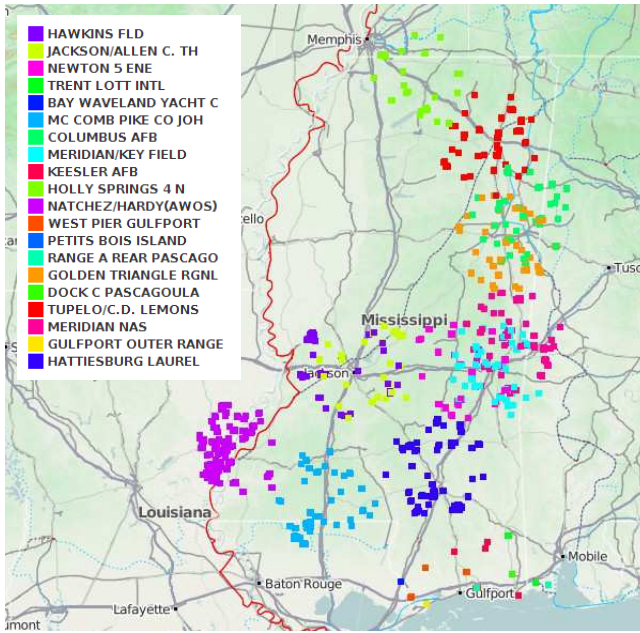 HAWKINS FLD
JACKSON/ALLEN C. TH
NEWTON 5 ENE
TRENT LOTT INTL
BAY WAVELAND YACHT C
MC COMB PIKE CO JOH
COLUMBUS AFB
MERIDIAN/KEY FIELD
KEESLER AFB
HOLLY SPRINGS 4 N
NATCHEZ/HARDY(AWOS)
WEST PIER GULFPORT
PETITS BOIS ISLAND
RANGE A REAR PASCAGO
GOLDEN TRIANGLE RGNL
DOCK C PASCAGOULA
TUPELO/C.D. LEMONS
MERIDIAN NAS
GULFPORT OUTER RANGE
HATTIESBURG LAUREL
Memphis
ello
Tusc
Mississippi
Jackson
Louisiana
Mobile
Baton Rouge
Gulfport
Lafayette
umont